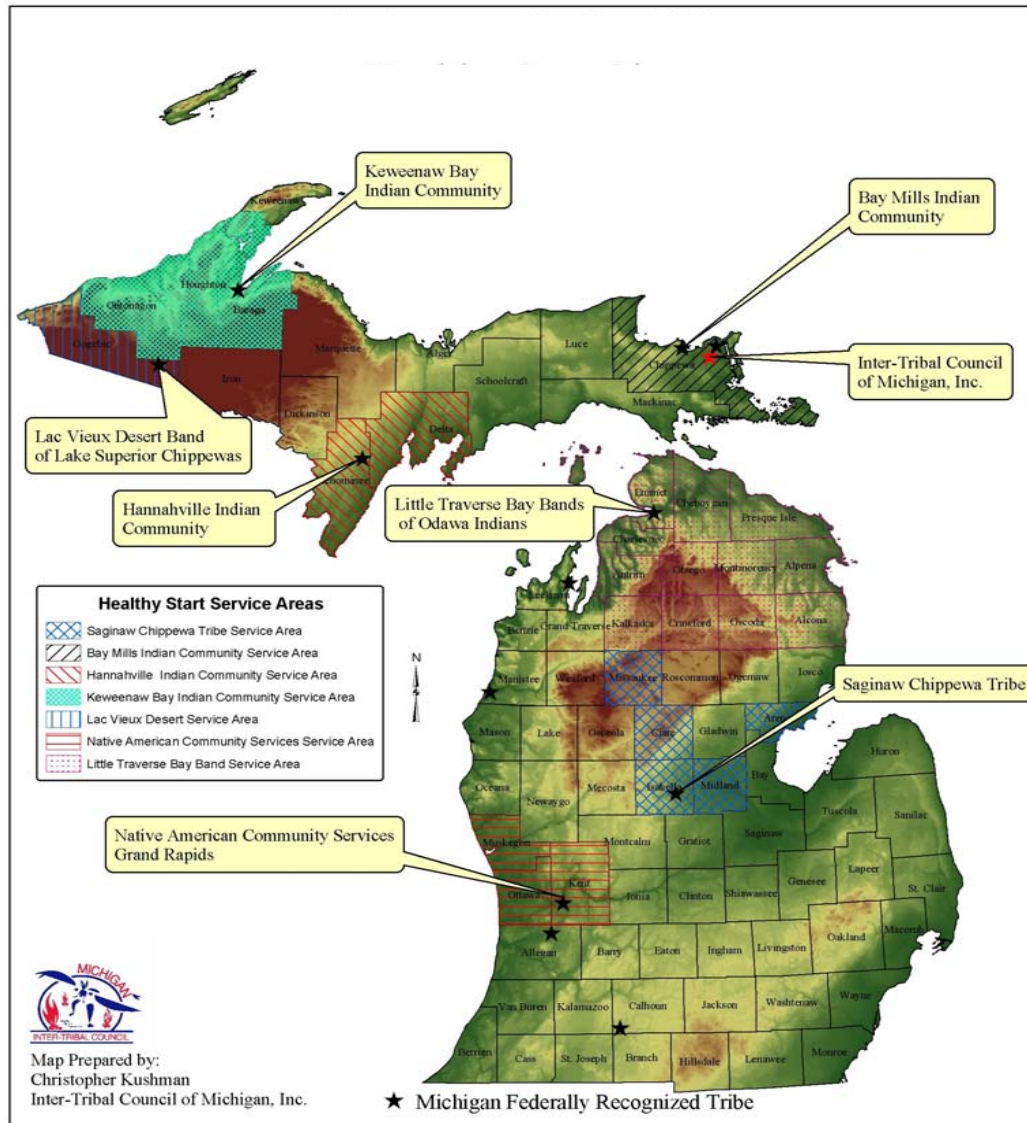 Keweenaw Bay
Indian Community
Bay Mills Indian
Community
Inter-Tribal Council
of Michigan, Inc.
Lac Vieux Desert Band
of Lake Superior Chippewas
Hannahville Indian
Community
Little Traverse Bay Bands
of Odawa Indians
Saginaw Chippewa Tribe
Native American Community Services
Grand Rapids
Keweenaw
Houghton
Ontonagon
Baraga
Gogebic
Marquette
Iron
Dickinson
Alger
Schoolcraft
Luce
Chippewa
Mackinac
Delta
Emmet
Cheboygan
Presque Isle
Charlevoix
Antrim
Otsego
Montmorency
Alpena
Benzie
Grand Traverse
Kalkaska
Crawford
Oscoda
Alcona
Manistee
Wexford
Missaukee
Roscommon
Ogemaw
Iosco
Mason
Lake
Osceola
Clare
Gladwin
Oceana
Newaygo
Mecosta
Isabella
Midland
Bay
Huron
Muskegon
Montcalm
Gratiot
Saginaw
Tuscola
Sanilac
Ottawa
Kent
Ionia
Clinton
Shiawassee
Genesee
Lapeer
St. Clair
Allegan
Barry
Eaton
Ingham
Livingston
Oakland
Macomb
Van Buren
Kalamazoo
Calhoun
Jackson
Washtenaw
Wayne
Berrien
Cass
St. Joseph
Branch
Hillsdale
Lenawee
Monroe
N
Healthy Start Service Areas
Saginaw Chippewa Tribe Service Area
Bay Mills Indian Community Service Area
Hannahville Indian Community Service Area
Keweenaw Bay Indian Community Service Area
Lac Vieux Desert Service Area
Native American Community Services Service Area
Little Traverse Bay Band Service Area
MICHIGAN
INTER-TRIBAL COUNCIL
Map Prepared by:
Christopher Kushman
Inter-Tribal Council of Michigan, Inc.
★ Michigan Federally Recognized Tribe